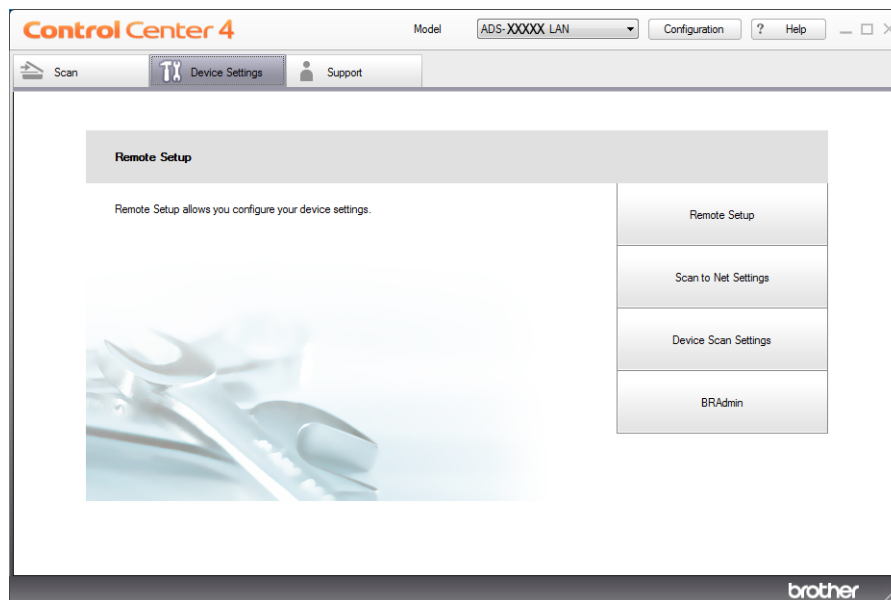 Control Center 4
Model
ADS-XXXXX LAN
Configuration
? Help
Scan
Device Settings
Support
Remote Setup
Remote Setup allows you configure your device settings.
Remote Setup
Scan to Net Settings
Device Scan Settings
BRAdmin
brother